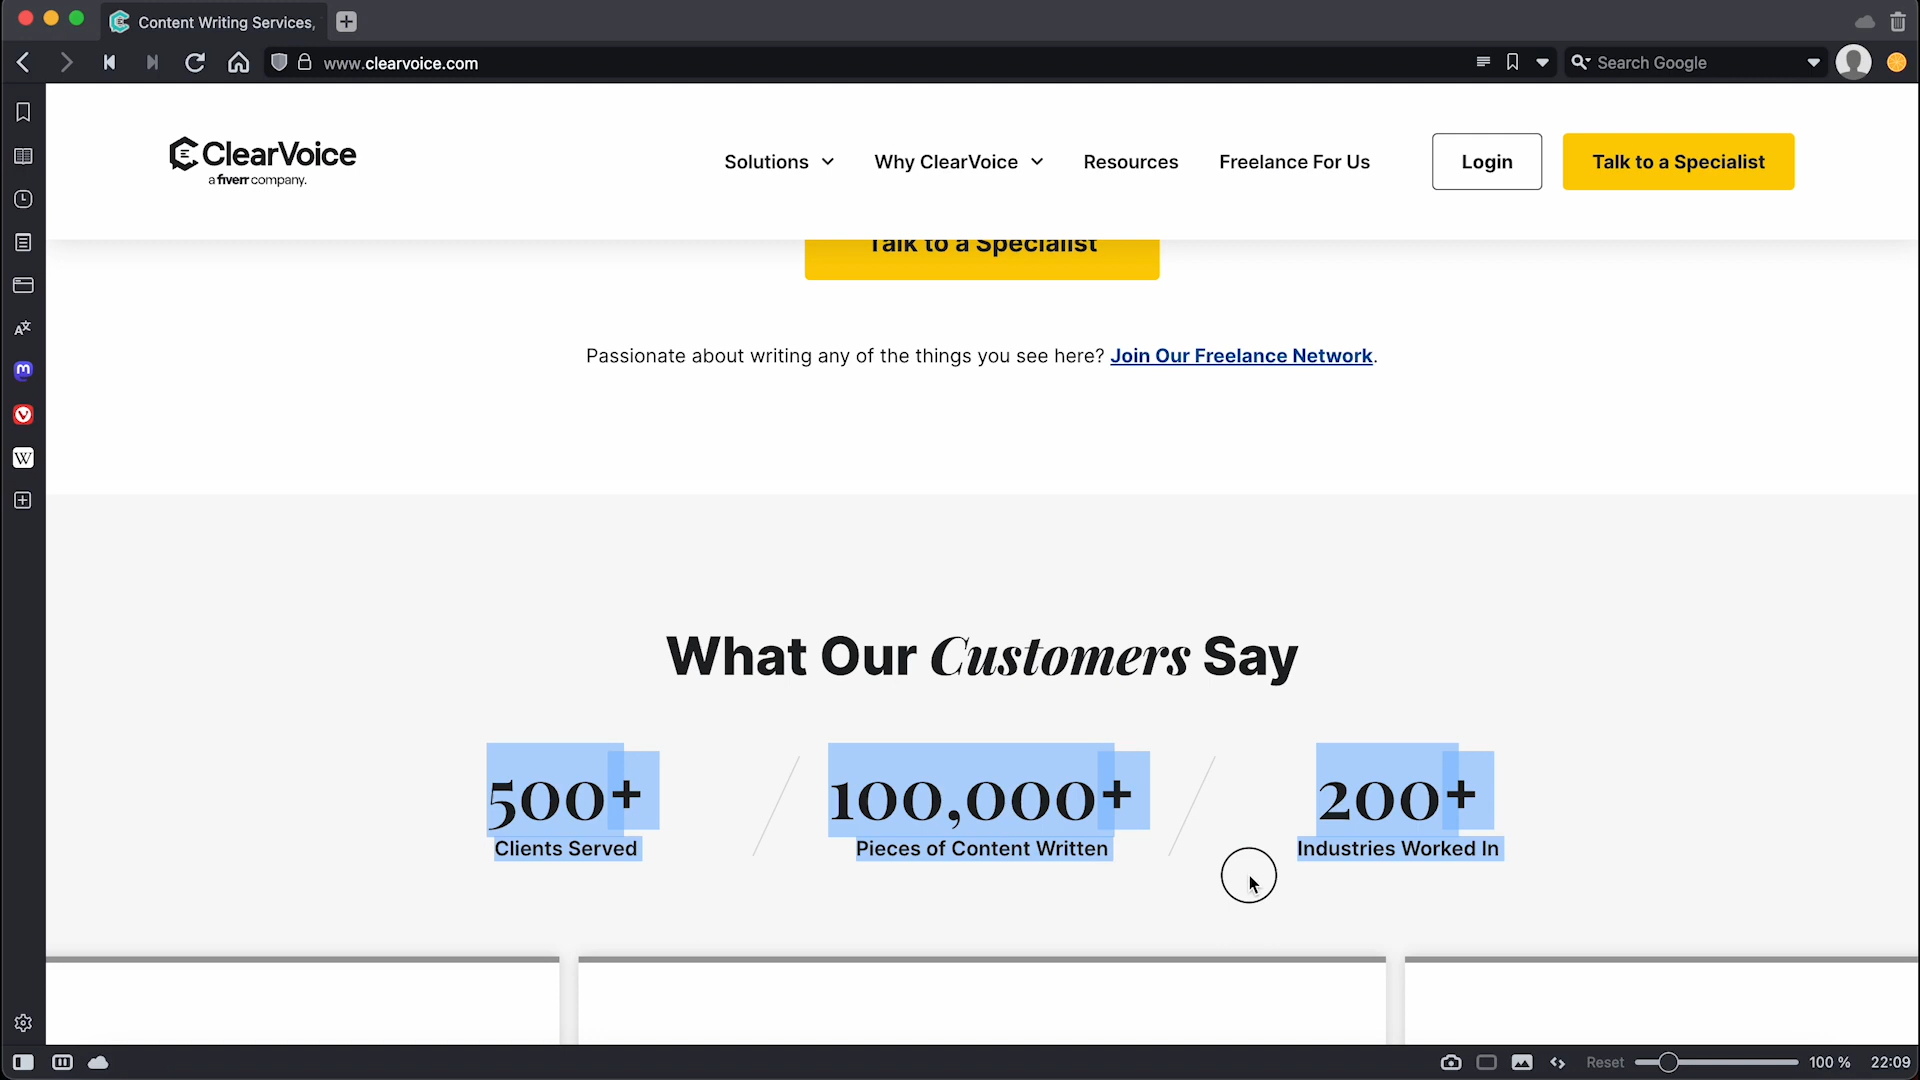 Content Writing Services,
www.clearvoice.com
Search Google
ClearVoice
a fiverr company.
Solutions
Why ClearVoice
Resources
Freelance For Us
Login
Talk to a Specialist
Talk to a Specialist
Passionate about writing any of the things you see here? Join Our Freelance Network.
What Our Customers Say
500+
Clients Served
100,000+
Pieces of Content Written
200+
Industries Worked In
Reset
100 %
22:09